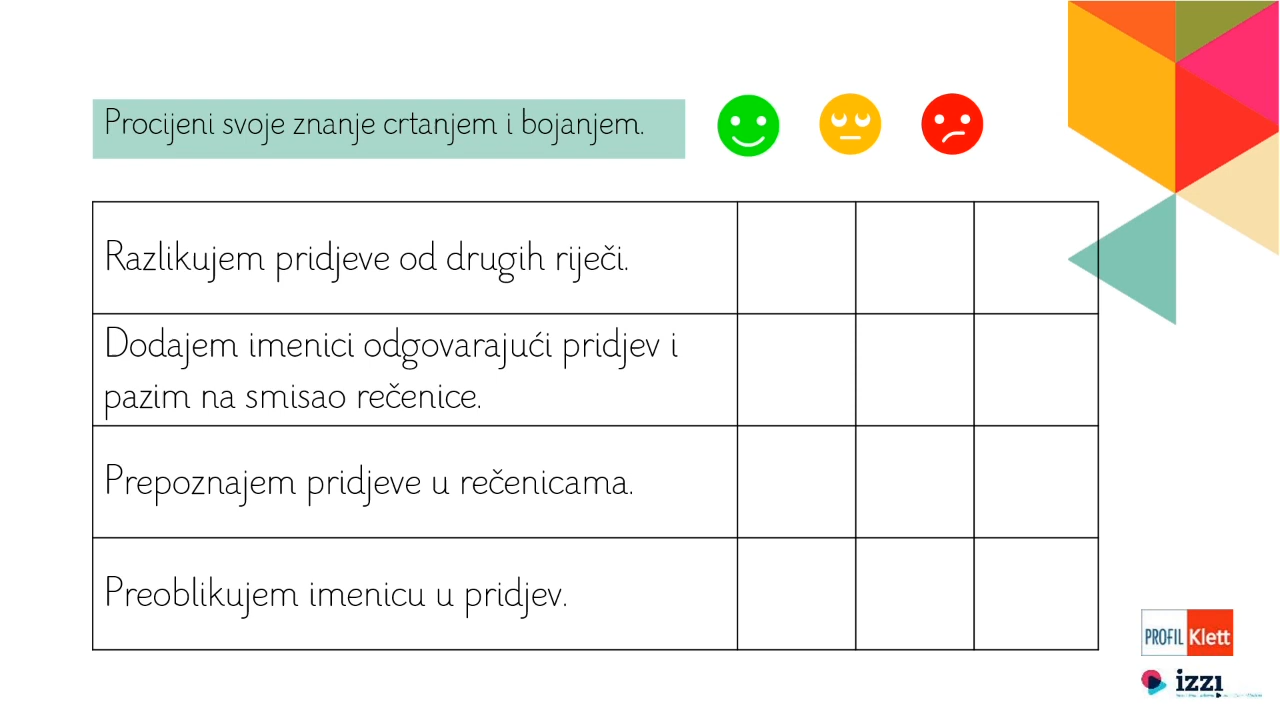 Procijeni svoje znanje crtanjem i bojanjem.
Razlikujem pridjeve od drugih riječi.
Dodajem imenici odgovarajući pridjev i
pazim na smisao rečenice.
Prepoznajem pridjeve u rečenicama.
Preoblikujem imenicu u pridjev.
PROFIL Klett
izzi